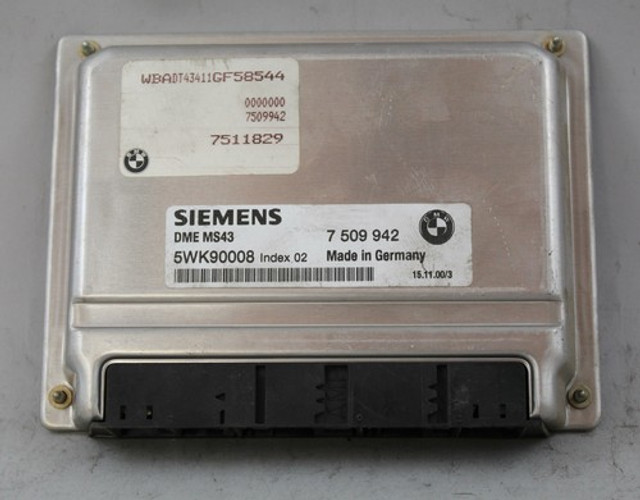 WBADT43411GF58544
0000000
7509942
7511829
SIEMENS
DME MS43
7 509 942
BMW
5WK90008 Index 02
Made in Germany
15.11.00/3